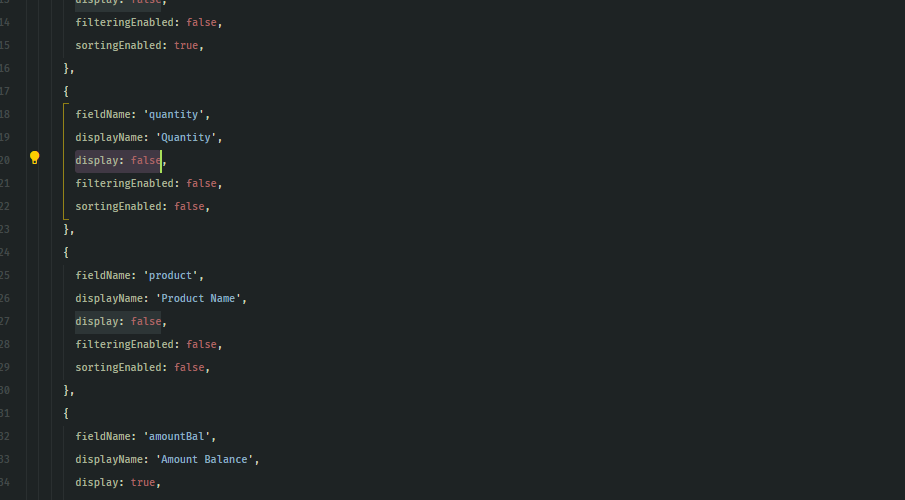 13 display: false,
14 filteringEnabled: false,
15 sortingEnabled: true,
16 },
17 {
18 fieldName: 'quantity',
19 displayName: 'Quantity',
20 display: false,
21 filteringEnabled: false,
22 sortingEnabled: false,
23 },
24 {
25 fieldName: 'product',
26 displayName: 'Product Name',
27 display: false,
28 filteringEnabled: false,
29 sortingEnabled: false,
30 },
31 {
32 fieldName: 'amountBal',
33 displayName: 'Amount Balance',
34 display: true,